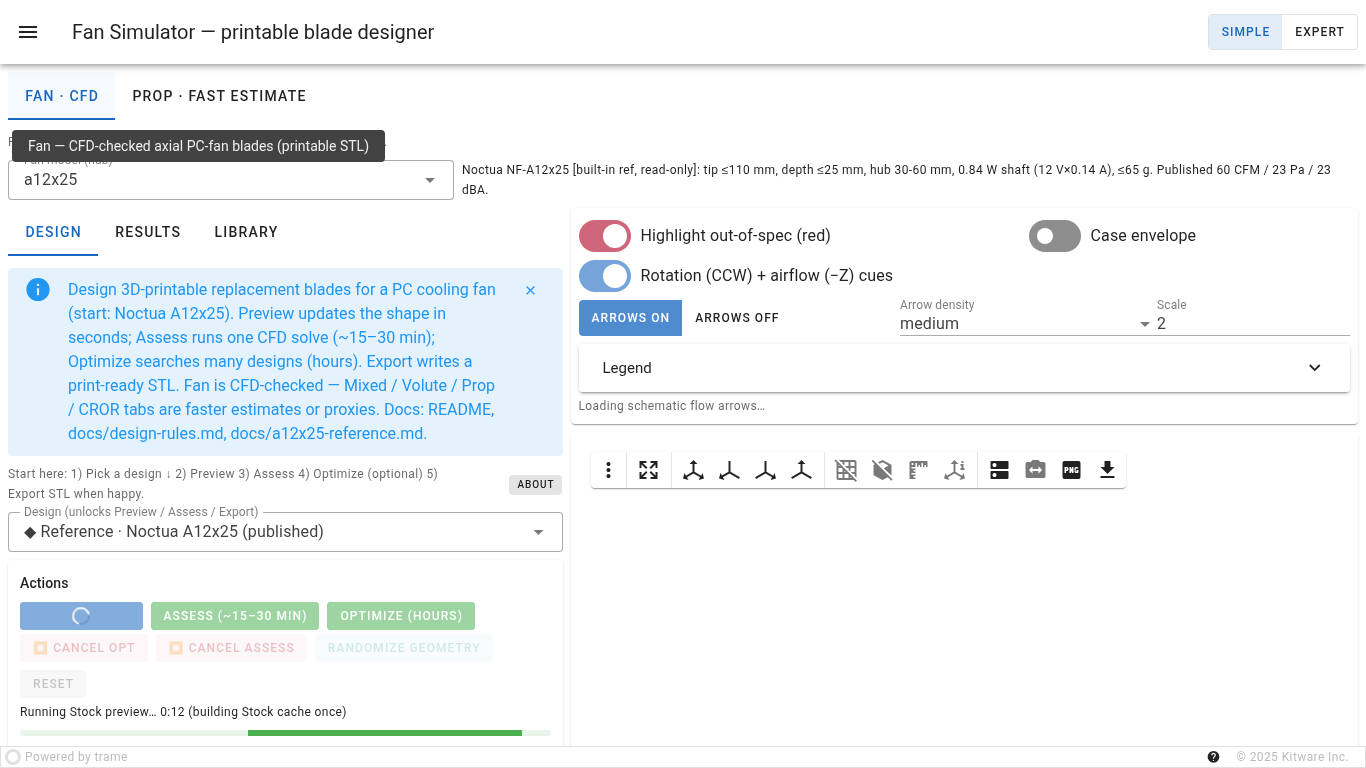 Fan Simulator — printable blade designer
SIMPLE
EXPERT
FAN · CFD
PROP · FAST ESTIMATE
Fan — CFD-checked axial PC-fan blades (printable STL)
a12x25
Noctua NF-A12x25 [built-in ref, read-only]: tip ≤110 mm, depth ≤25 mm, hub 30-60 mm, 0.84 W shaft (12 V×0.14 A), ≤65 g. Published 60 CFM / 23 Pa / 23
dBA.
DESIGN
RESULTS
LIBRARY
Design 3D-printable replacement blades for a PC cooling fan
(start: Noctua A12x25). Preview updates the shape in
seconds; Assess runs one CFD solve (~15–30 min);
Optimize searches many designs (hours). Export writes a
print-ready STL. Fan is CFD-checked — Mixed / Volute / Prop
/ CROR tabs are faster estimates or proxies. Docs: README,
docs/design-rules.md, docs/a12x25-reference.md.
Start here: 1) Pick a design ↓ 2) Preview 3) Assess 4) Optimize (optional) 5)
Export STL when happy.
ABOUT
Design (unlocks Preview / Assess / Export)
◆ Reference · Noctua A12x25 (published)
Actions
ASSESS (~15–30 MIN)
OPTIMIZE (HOURS)
CANCEL OPT
CANCEL ASSESS
RANDOMIZE GEOMETRY
RESET
Running Stock preview… 0:12 (building Stock cache once)
Highlight out-of-spec (red)
Case envelope
Rotation (CCW) + airflow (−Z) cues
ARROWS ON
ARROWS OFF
Arrow density
medium
Scale
2
Legend
Loading schematic flow arrows…
PNG
Powered by trame
© 2025 Kitware Inc.